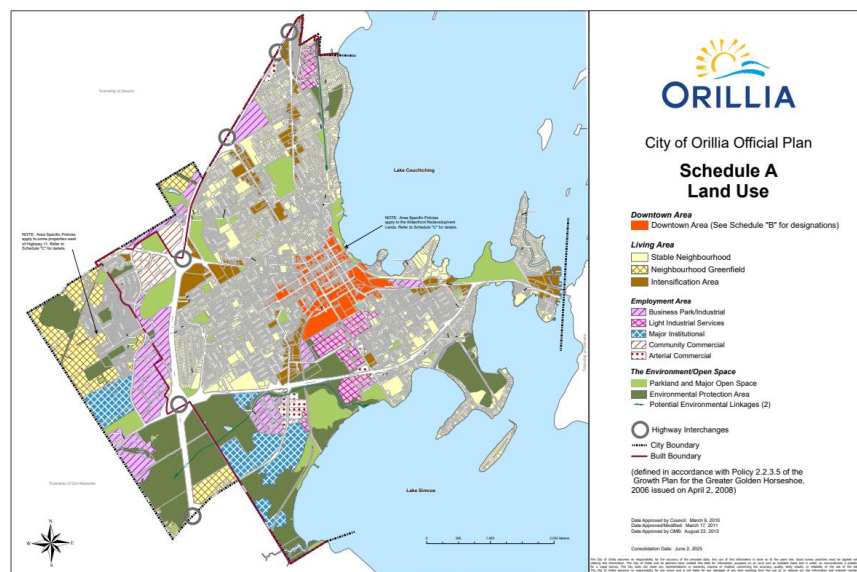 Township of Severn
Lake Couchiching
NOTE: Area Specific Policies
apply to the Waterfront Redevelopment
Lands. Refer to Schedule "C" for details.
NOTE: Area Specific Policies
apply to some properties west
of Highway 11. Refer to
Schedule "C" for details.
Township of Oro-Medonte
Lake Simcoe
N
E
S
W
0
500
1,000
2,000 Meters
ORILLIA
City of Orillia Official Plan
Schedule A
Land Use
Downtown Area
Downtown Area (See Schedule "B" for designations)
Living Area
Stable Neighbourhood
Neighbourhood Greenfield
Intensification Area
Employment Area
Business Park/Industrial
Light Industrial Services
Major Institutional
Community Commercial
Arterial Commercial
The Environment/Open Space
Parkland and Major Open Space
Environmental Protection Area
Potential Environmental Linkages (2)
Highway Interchanges
City Boundary
Built Boundary
(defined in accordance with Policy 2.2.3.5 of the
Growth Plan for the Greater Golden Horseshoe,
2006 issued on April 2, 2008)
Date Approved by Council: March 9, 2010
Date Approved/Modified: March 17, 2011
Date Approved by OMB: August 23, 2013
Consolidation Date: June 2, 2025